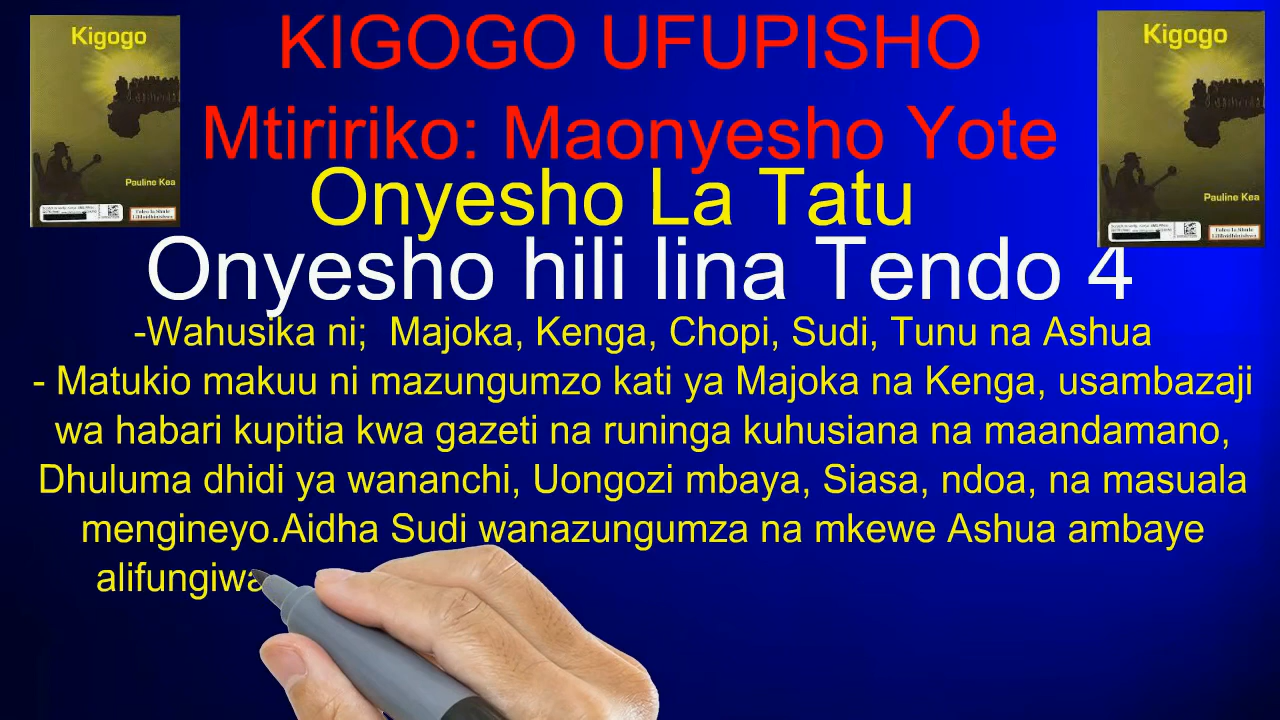 Kigogo
Pauline Kea
KIGOGO UFUPISHO
Mtiririko: Maonyesho Yote
Onyesho La Tatu
Onyesho hili lina Tendo 4
-Wahusika ni; Majoka, Kenga, Chopi, Sudi, Tunu na Ashua
- Matukio makuu ni mazungumzo kati ya Majoka na Kenga, usambazaji
wa habari kupitia kwa gazeti na runinga kuhusiana na maandamano,
Dhuluma dhidi ya wananchi, Uongozi mbaya, Siasa, ndoa, na masuala
mengineyo.Aidha Sudi wanazungumza na mkewe Ashua ambaye
alifungiwa
Kigogo
Pauline Kea